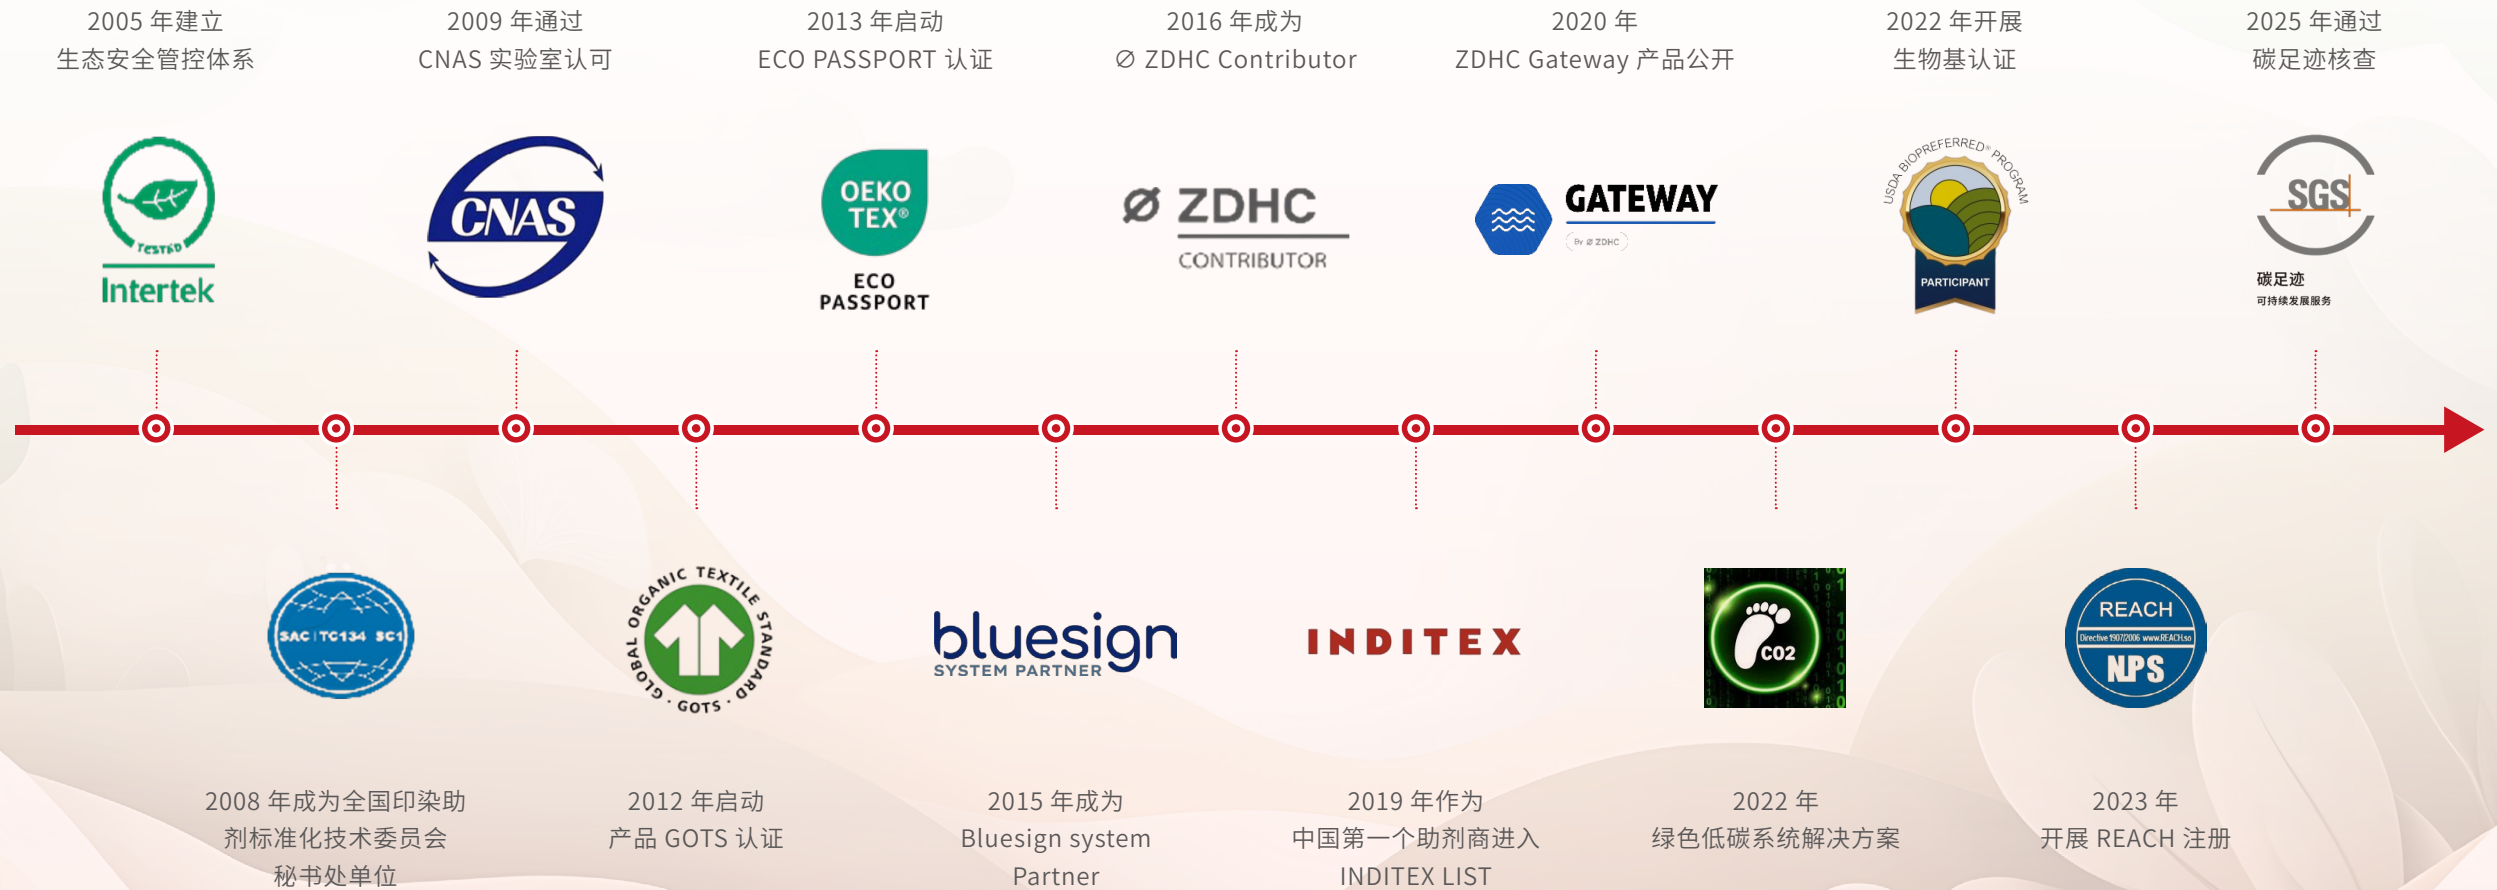 2005 年建立
生态安全管控体系
2009 年通过
CNAS 实验室认可
2013 年启动
ECO PASSPORT 认证
2016 年成为
Ø ZDHC Contributor
2020 年
ZDHC Gateway 产品公开
2022 年开展
生物基认证
2025 年通过
碳足迹核查
TESTED
Intertek
CNAS
OEKO
TEX®
ECO
PASSPORT
Ø ZDHC
CONTRIBUTOR
GATEWAY
By Ø ZDHC
USDA BIOPREFERRED® PROGRAM
PARTICIPANT
SGS
碳足迹
可持续发展服务
SAC TC134 SC1
GLOBAL ORGANIC TEXTILE STANDARD · GOTS ·
bluesign
SYSTEM PARTNER
INDITEX
CO2
REACH
Directive 1907/2006 www.REACH.so
NPS
2008 年成为全国印染助
剂标准化技术委员会
秘书处单位
2012 年启动
产品 GOTS 认证
2015 年成为
Bluesign system
Partner
2019 年作为
中国第一个助剂商进入
INDITEX LIST
2022 年
绿色低碳系统解决方案
2023 年
开展 REACH 注册